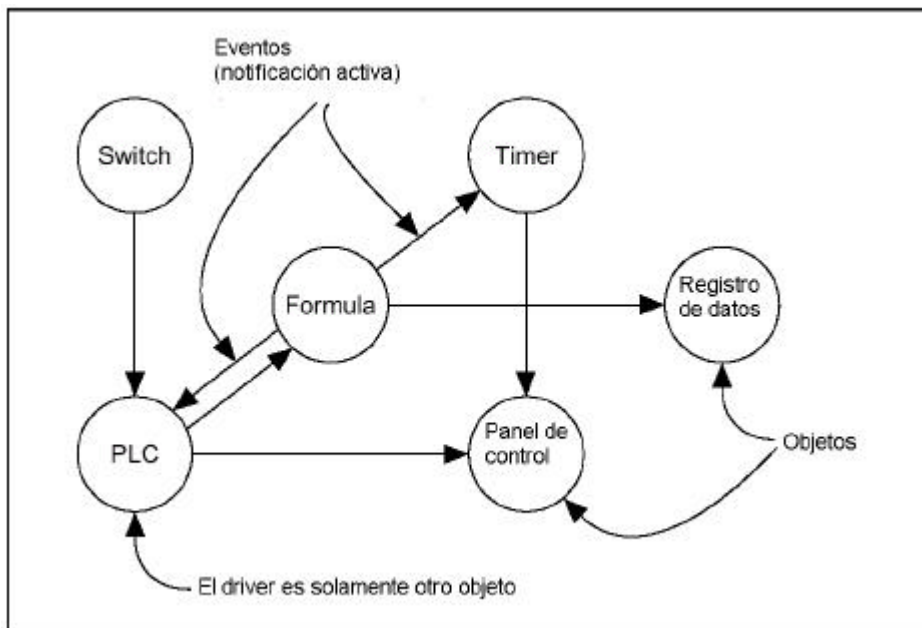 Eventos
(notificación activa)
Switch
Timer
Formula
Registro
de datos
PLC
Panel de
control
Objetos
El driver es solamente otro objeto